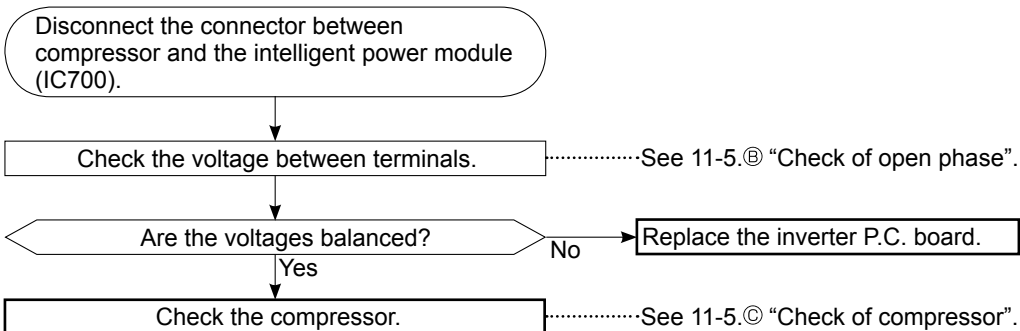 Disconnect the connector between
compressor and the intelligent power module
(IC700).
Check the voltage between terminals.
See 11-5.Ⓑ “Check of open phase”.
Are the voltages balanced?
No
Replace the inverter P.C. board.
Yes
Check the compressor.
See 11-5.Ⓒ “Check of compressor”.